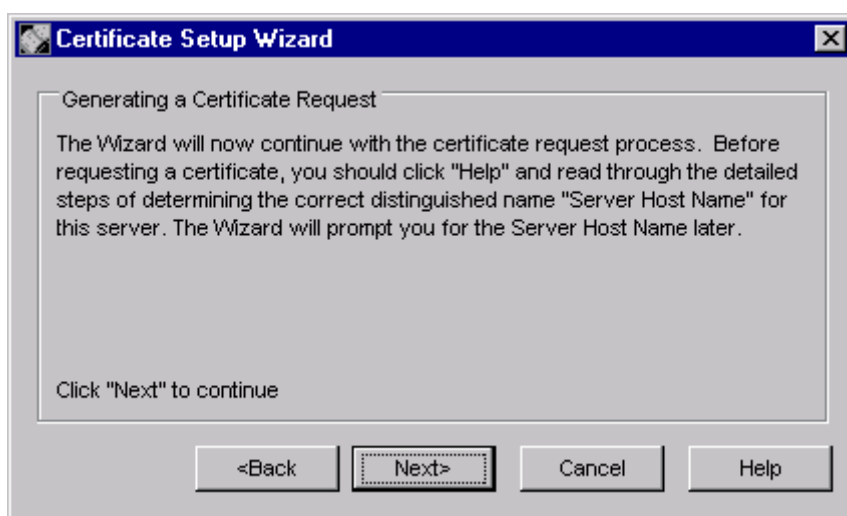 Certificate Setup Wizard
Generating a Certificate Request
The Wizard will now continue with the certificate request process.  Before
requesting a certificate, you should click "Help" and read through the detailed
steps of determining the correct distinguished name "Server Host Name" for
this server. The Wizard will prompt you for the Server Host Name later.
Click "Next" to continue
<Back Next> Cancel Help